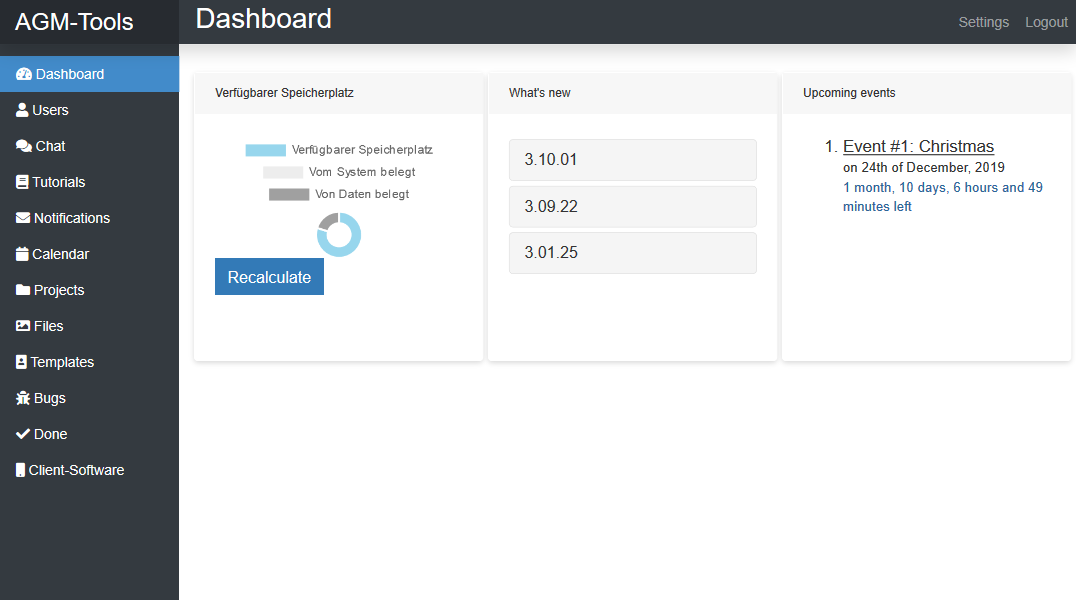 AGM-Tools
Dashboard
Settings
Logout
Dashboard
Users
Chat
Tutorials
Notifications
Calendar
Projects
Files
Templates
Bugs
Done
Client-Software
Verfügbarer Speicherplatz
Verfügbarer Speicherplatz
Vom System belegt
Von Daten belegt
Recalculate
What's new
3.10.01
3.09.22
3.01.25
Upcoming events
1. Event #1: Christmas
on 24th of December, 2019
1 month, 10 days, 6 hours and 49
minutes left